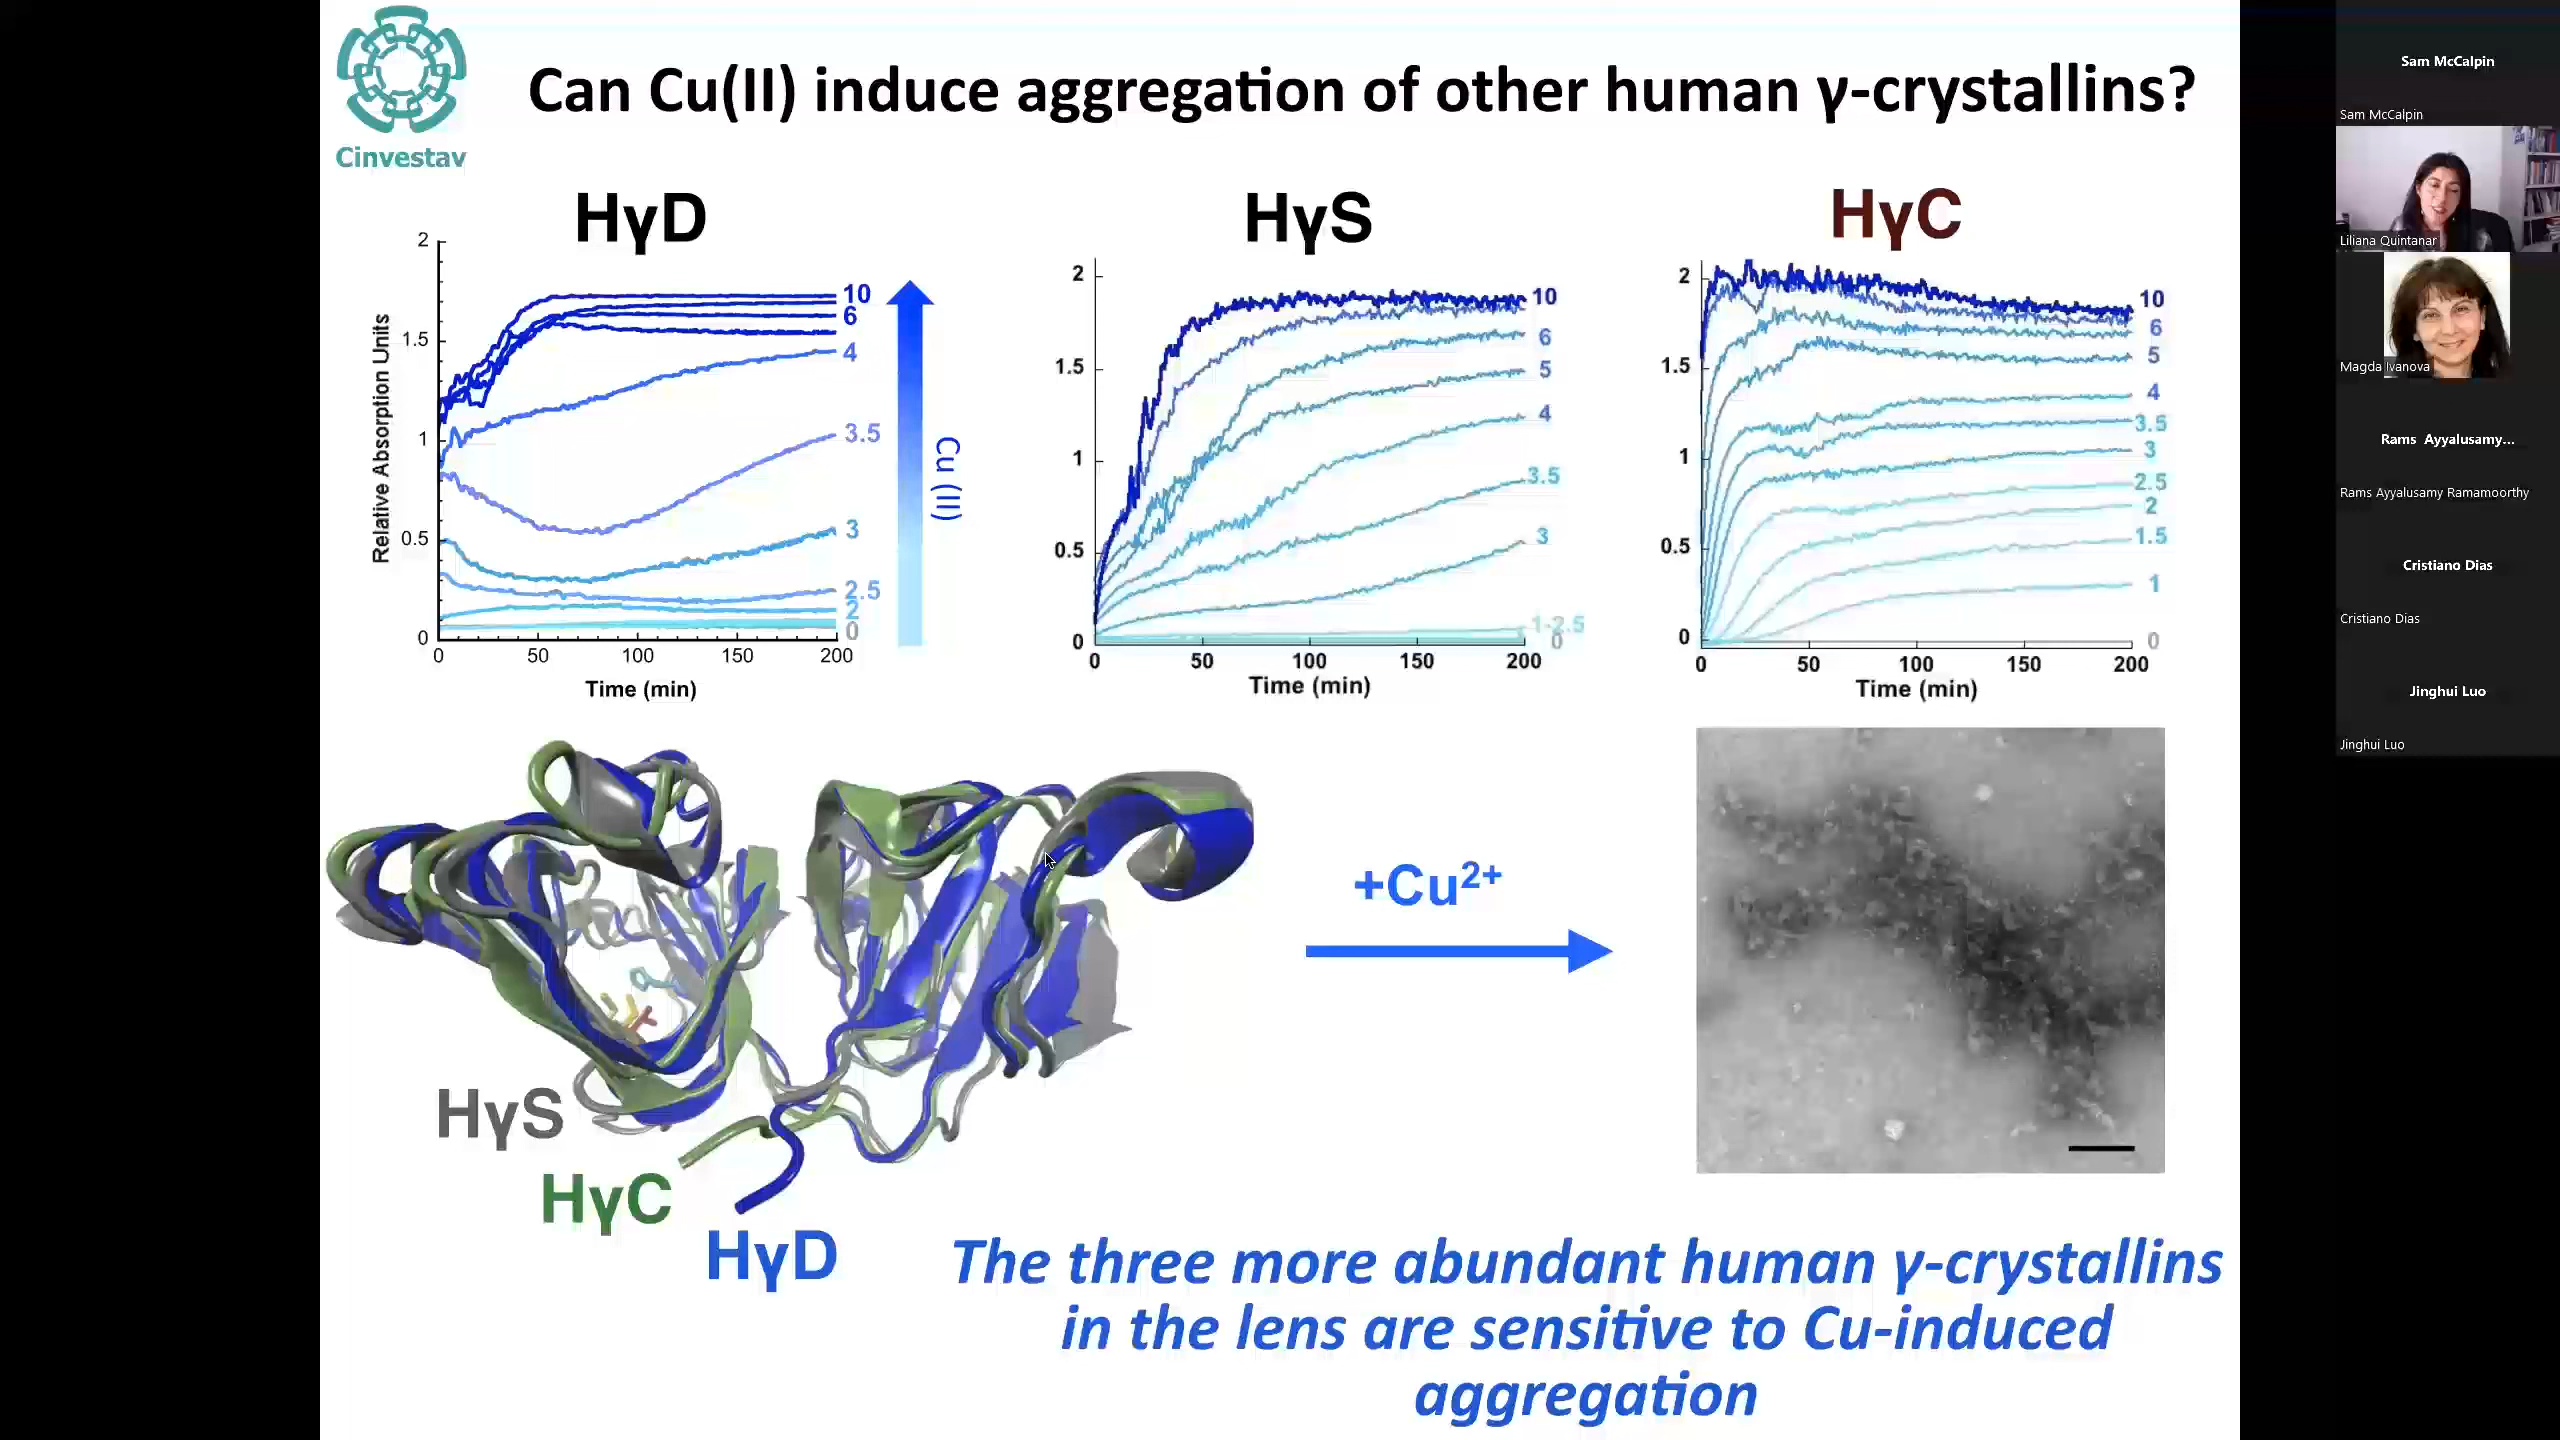 Cinvestav
Can Cu(II) induce aggregation of other human γ-crystallins?
HγD
Relative Absorption Units
2
1.5
1
0.5
0
0 50 100 150 200
Time (min)
10
6
4
3.5
3
2.5
2
0
Cu (II)
HγS
2
1.5
1
0.5
0
0 50 100 150 200
Time (min)
10
6
5
4
3.5
3
1-2.5
0
HγC
2
1.5
1
0.5
0
0 50 100 150 200
Time (min)
10
6
5
4
3.5
3
2.5
2
1.5
1
0
HγS
HγC
HγD
+Cu²⁺
The three more abundant human γ-crystallins
in the lens are sensitive to Cu-induced
aggregation
Sam McCalpin
Sam McCalpin
Liliana Quintanar
Magda Ivanova
Rams Ayyalusamy...
Rams Ayyalusamy Ramamoorthy
Cristiano Dias
Cristiano Dias
Jinghui Luo
Jinghui Luo